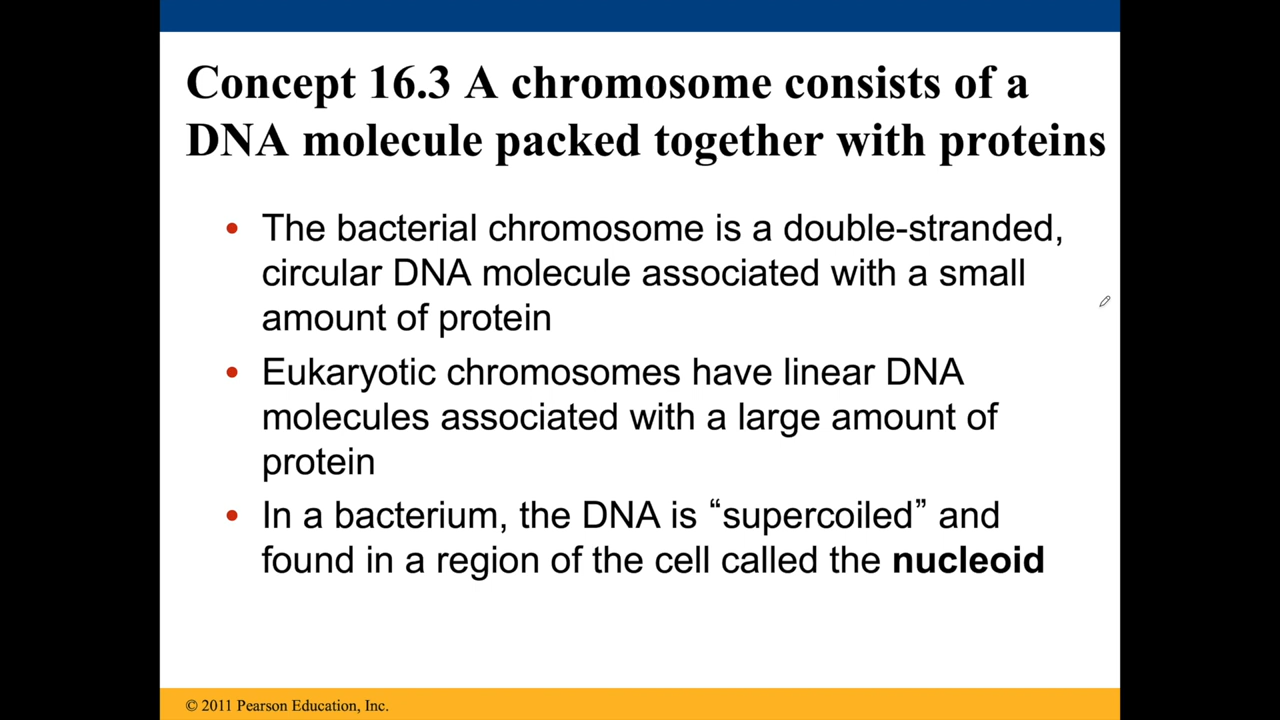 Concept 16.3 A chromosome consists of a
DNA molecule packed together with proteins
• The bacterial chromosome is a double-stranded,
circular DNA molecule associated with a small
amount of protein
• Eukaryotic chromosomes have linear DNA
molecules associated with a large amount of
protein
• In a bacterium, the DNA is “supercoiled” and
found in a region of the cell called the nucleoid
© 2011 Pearson Education, Inc.